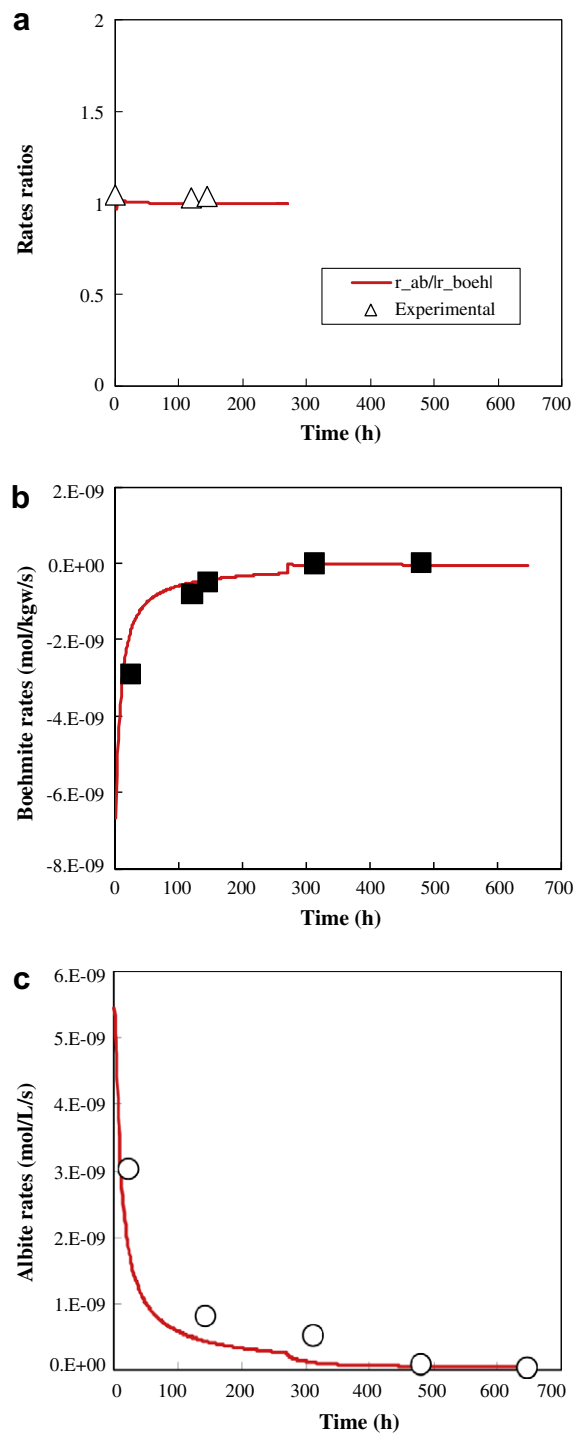 a
2
1.5
1
0.5
0
0 100 200 300 400 500 600 700
Rates ratios
Time (h)
r_ab/|r_boeh|
Experimental
b
2.E-09
0.E+00
-2.E-09
-4.E-09
-6.E-09
-8.E-09
0 100 200 300 400 500 600 700
Boehmite rates (mol/kgw/s)
Time (h)
c
6.E-09
5.E-09
4.E-09
3.E-09
2.E-09
1.E-09
0.E+00
0 100 200 300 400 500 600 700
Albite rates (mol/L/s)
Time (h)